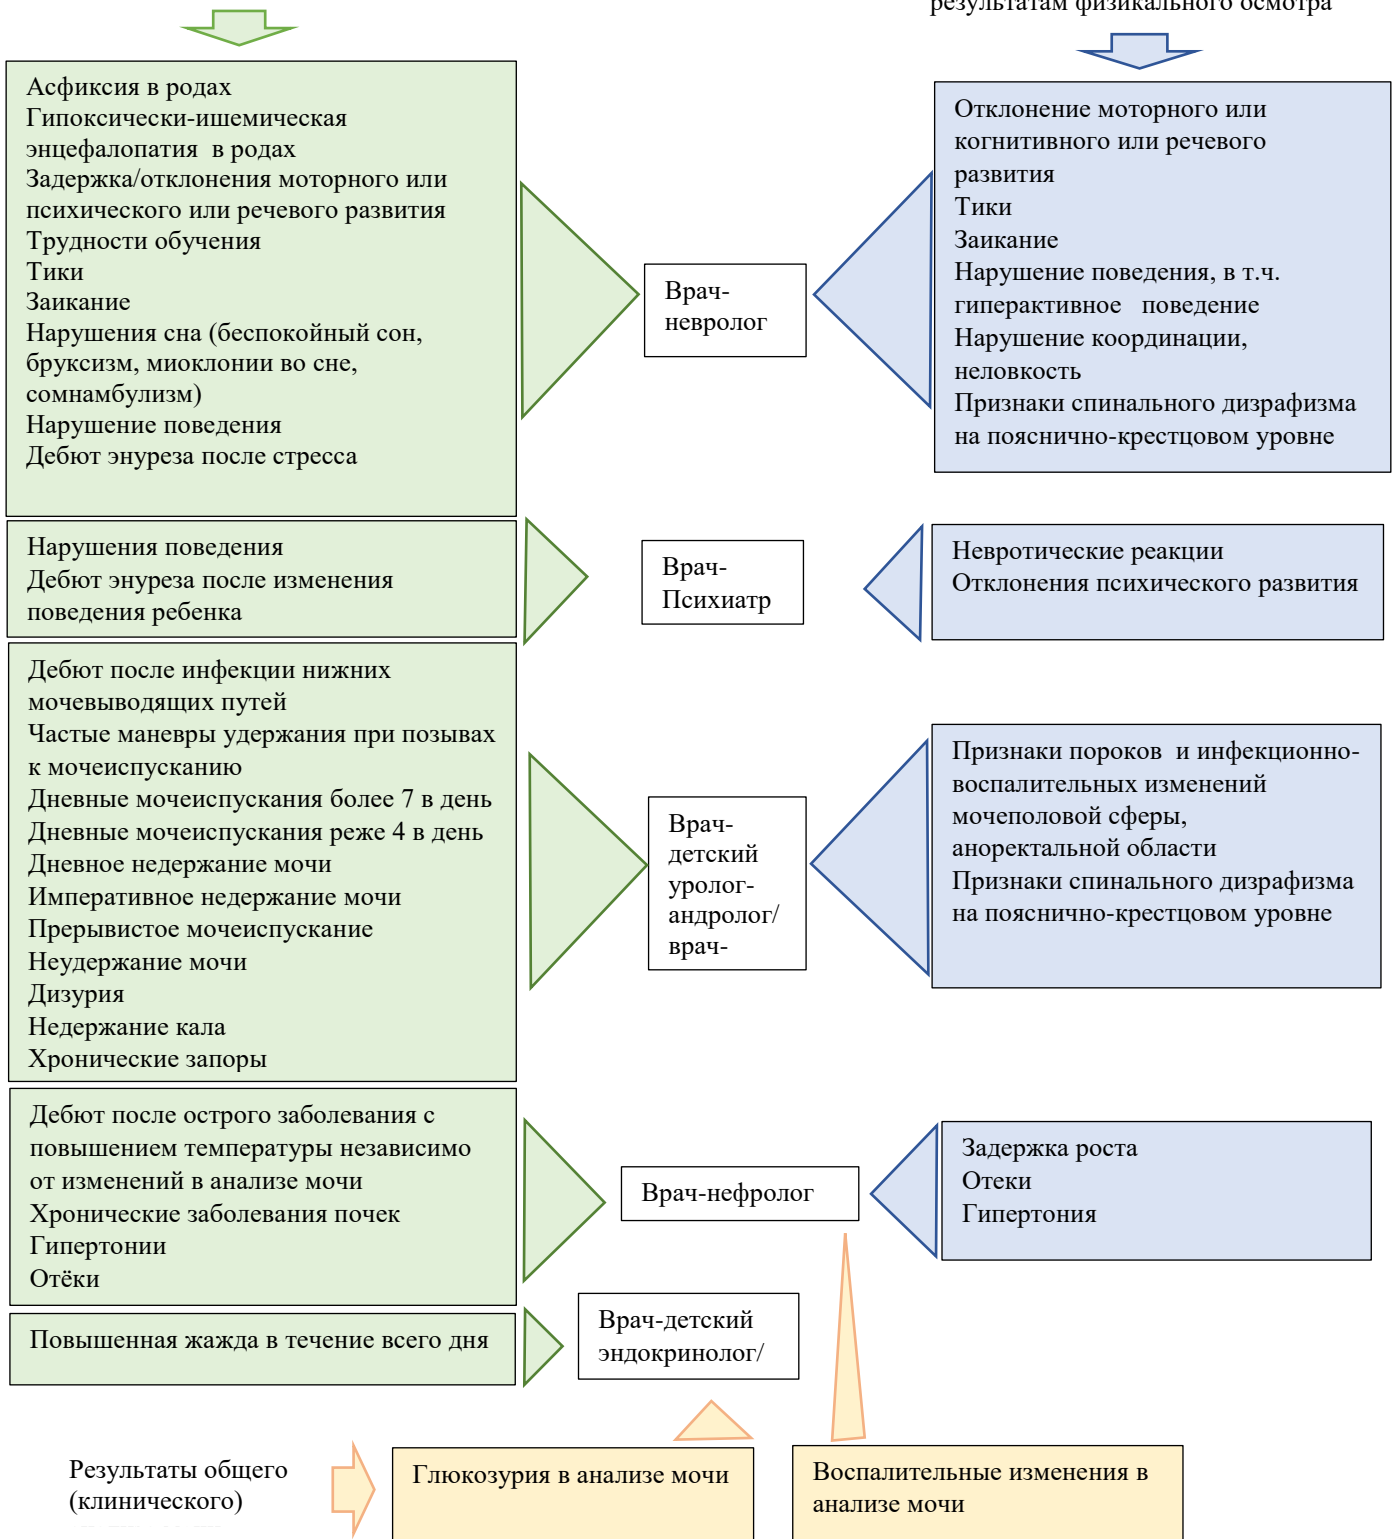 результатам физикального осмотра
Асфиксия в родах
Гипоксически-ишемическая
энцефалопатия в родах
Задержка/отклонения моторного или
психического или речевого развития
Трудности обучения
Тики
Заикание
Нарушения сна (беспокойный сон,
бруксизм, миоклонии во сне,
сомнамбулизм)
Нарушение поведения
Дебют энуреза после стресса
Врач-
невролог
Отклонение моторного или
когнитивного или речевого
развития
Тики
Заикание
Нарушение поведения, в т.ч.
гиперактивное поведение
Нарушение координации,
неловкость
Признаки спинального дизрафизма
на пояснично-крестцовом уровне
Нарушения поведения
Дебют энуреза после изменения
поведения ребенка
Врач-
Психиатр
Невротические реакции
Отклонения психического развития
Дебют после инфекции нижних
мочевыводящих путей
Частые маневры удержания при позывах
к мочеиспусканию
Дневные мочеиспускания более 7 в день
Дневные мочеиспускания реже 4 в день
Дневное недержание мочи
Императивное недержание мочи
Прерывистое мочеиспускание
Неудержание мочи
Дизурия
Недержание кала
Хронические запоры
Врач-
детский
уролог-
андролог/
врач-
Признаки пороков и инфекционно-
воспалительных изменений
мочеполовой сферы,
аноректальной области
Признаки спинального дизрафизма
на пояснично-крестцовом уровне
Дебют после острого заболевания с
повышением температуры независимо
от изменений в анализе мочи
Хронические заболевания почек
Гипертонии
Отёки
Врач-нефролог
Задержка роста
Отеки
Гипертония
Повышенная жажда в течение всего дня
Врач-детский
эндокринолог/
Результаты общего
(клинического)
Глюкозурия в анализе мочи
Воспалительные изменения в
анализе мочи